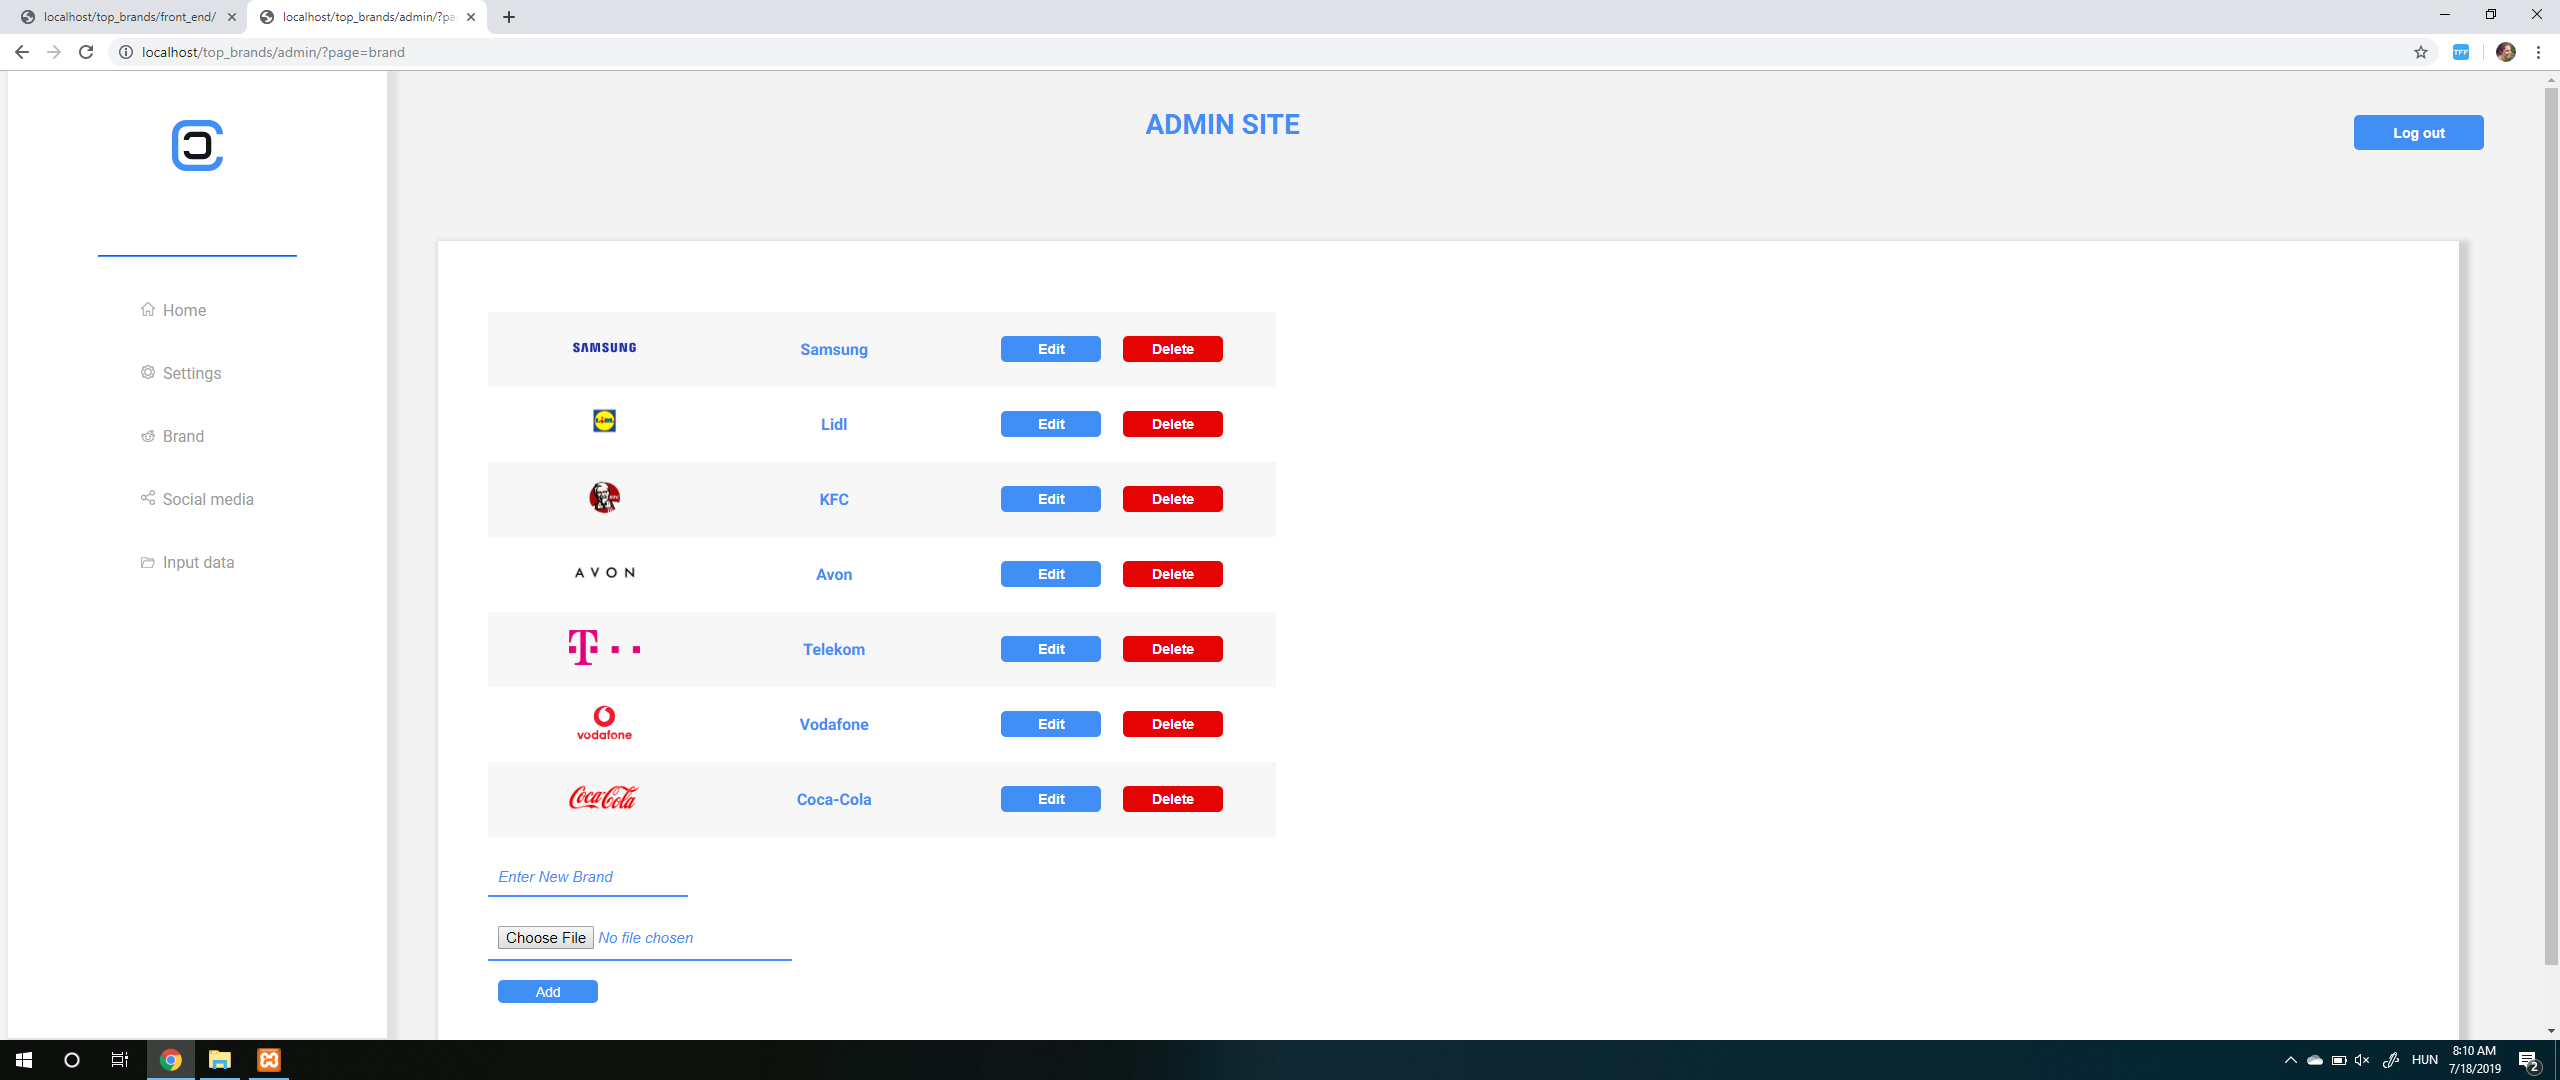 localhost/top_brands/front_end/
localhost/top_brands/admin/?pa
localhost/top_brands/admin/?page=brand
TFF
ADMIN SITE
Log out
Home
Settings
Brand
Social media
Input data
SAMSUNG Samsung Edit Delete
LIDL Lidl Edit Delete
KFC KFC Edit Delete
AVON Avon Edit Delete
T Telekom Edit Delete
vodafone Vodafone Edit Delete
Coca-Cola Coca-Cola Edit Delete
Enter New Brand
Choose File No file chosen
Add
HUN
8:10 AM
7/18/2019
2